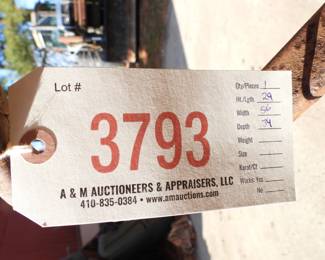 Lot #
3793
A & M AUCTIONEERS & APPRAISERS, LLC
410-835-0384 • www.amauctions.com
Qty/Pieces 1
Ht./Lgth. 29
Width 56
Depth 34
Weight
Size
Karat/Ct
Works: Yes
No